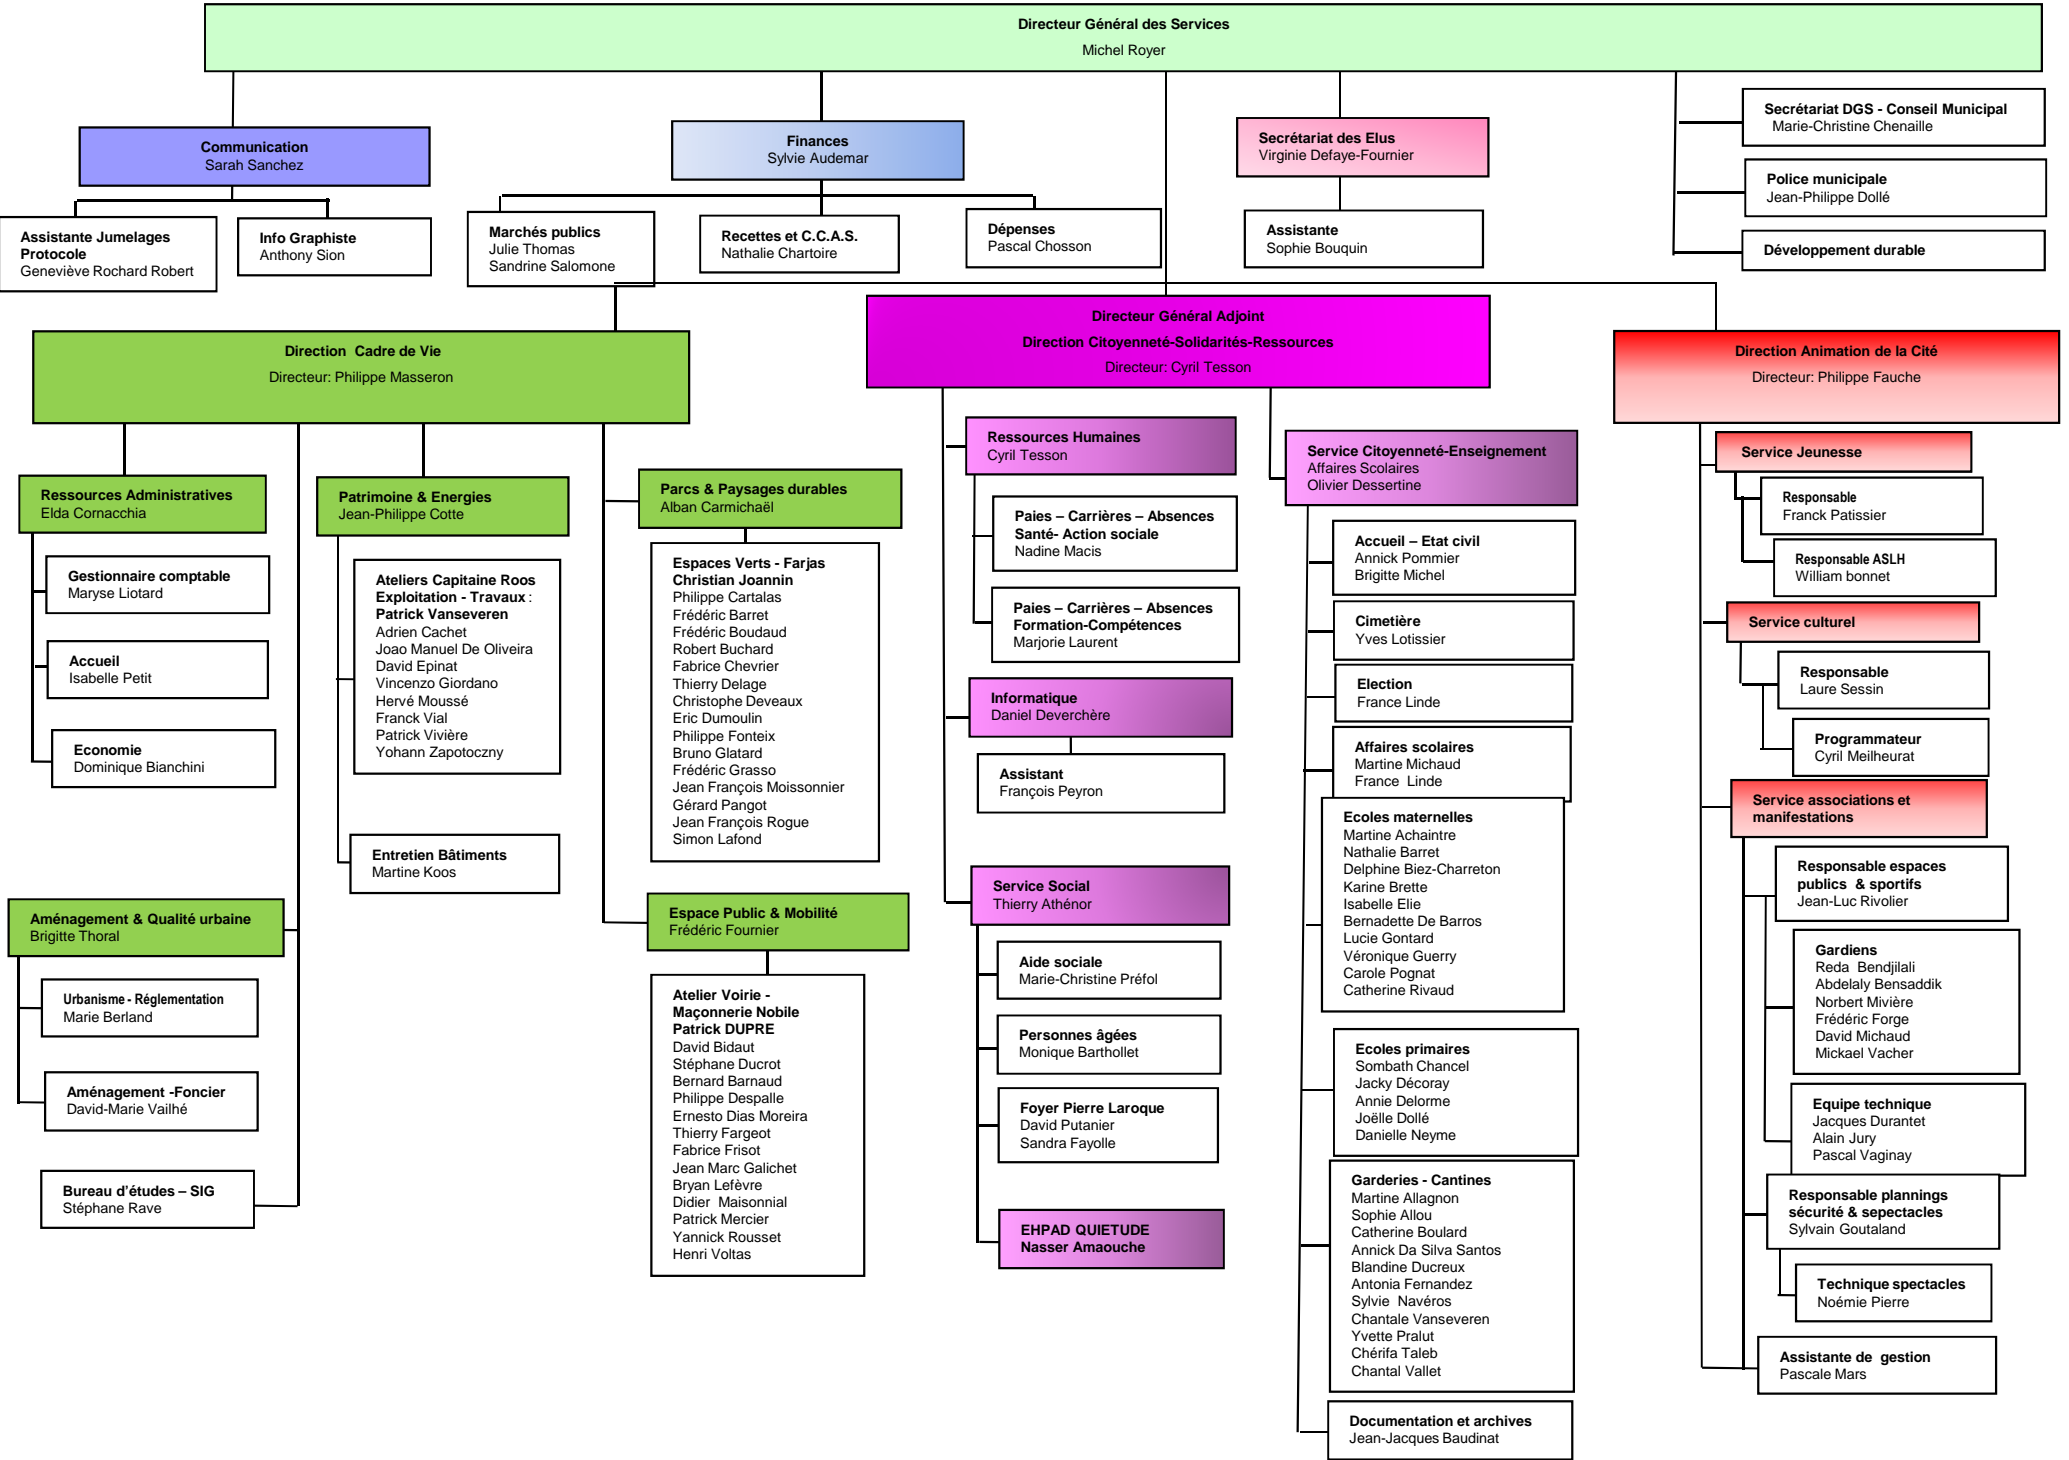 Directeur Général des Services
Michel Royer
Communication
Sarah Sanchez
Assistante Jumelages
Protocole
Geneviève Rochard Robert
Info Graphiste
Anthony Sion
Finances
Sylvie Audemar
Marchés publics
Julie Thomas
Sandrine Salomone
Recettes et C.C.A.S.
Nathalie Chartoire
Dépenses
Pascal Chosson
Secrétariat des Elus
Virginie Defaye-Fournier
Assistante
Sophie Bouquin
Secrétariat DGS - Conseil Municipal
Marie-Christine Chenaille
Police municipale
Jean-Philippe Dollé
Développement durable
Direction  Cadre de Vie
Directeur: Philippe Masseron
Ressources Administratives
Elda Cornacchia
Gestionnaire comptable
Maryse Liotard
Accueil
Isabelle Petit
Economie
Dominique Bianchini
Aménagement & Qualité urbaine
Brigitte Thoral
Urbanisme - Réglementation
Marie Berland
Aménagement -Foncier
David-Marie Vailhé
Bureau d'études – SIG
Stéphane Rave
Patrimoine & Energies
Jean-Philippe Cotte
Ateliers Capitaine Roos
Exploitation - Travaux :
Patrick Vanseveren
Adrien Cachet
Joao Manuel De Oliveira
David Epinat
Vincenzo Giordano
Hervé Moussé
Franck Vial
Patrick Vivière
Yohann Zapotoczny
Entretien Bâtiments
Martine Koos
Parcs & Paysages durables
Alban Carmichaël
Espaces Verts - Farjas
Christian Joannin
Philippe Cartalas
Frédéric Barret
Frédéric Boudaud
Robert Buchard
Fabrice Chevrier
Thierry Delage
Christophe Deveaux
Eric Dumoulin
Philippe Fonteix
Bruno Glatard
Frédéric Grasso
Jean François Moissonnier
Gérard Pangot
Jean François Rogue
Simon Lafond
Espace Public & Mobilité
Frédéric Fournier
Atelier Voirie -
Maçonnerie Nobile
Patrick DUPRE
David Bidaut
Stéphane Ducrot
Bernard Barnaud
Philippe Despalle
Ernesto Dias Moreira
Thierry Fargeot
Fabrice Frisot
Jean Marc Galichet
Bryan Lefèvre
Didier  Maisonnial
Patrick Mercier
Yannick Rousset
Henri Voltas
Directeur Général Adjoint
Direction Citoyenneté-Solidarités-Ressources
Directeur: Cyril Tesson
Ressources Humaines
Cyril Tesson
Paies – Carrières – Absences
Santé- Action sociale
Nadine Macis
Paies – Carrières – Absences
Formation-Compétences
Marjorie Laurent
Informatique
Daniel Deverchère
Assistant
François Peyron
Service Social
Thierry Athénor
Aide sociale
Marie-Christine Préfol
Personnes âgées
Monique Barthollet
Foyer Pierre Laroque
David Putanier
Sandra Fayolle
EHPAD QUIETUDE
Nasser Amaouche
Service Citoyenneté-Enseignement
Affaires Scolaires
Olivier Dessertine
Accueil – Etat civil
Annick Pommier
Brigitte Michel
Cimetière
Yves Lotissier
Election
France Linde
Affaires scolaires
Martine Michaud
France  Linde
Ecoles maternelles
Martine Achaintre
Nathalie Barret
Delphine Biez-Charreton
Karine Brette
Isabelle Elie
Bernadette De Barros
Lucie Gontard
Véronique Guerry
Carole Pognat
Catherine Rivaud
Ecoles primaires
Sombath Chancel
Jacky Décoray
Annie Delorme
Joëlle Dollé
Danielle Neyme
Garderies - Cantines
Martine Allagnon
Sophie Allou
Catherine Boulard
Annick Da Silva Santos
Blandine Ducreux
Antonia Fernandez
Sylvie  Navéros
Chantale Vanseveren
Yvette Pralut
Chérifa Taleb
Chantal Vallet
Documentation et archives
Jean-Jacques Baudinat
Direction Animation de la Cité
Directeur: Philippe Fauche
Service Jeunesse
Responsable
Franck Patissier
Responsable ASLH
William bonnet
Service culturel
Responsable
Laure Sessin
Programmateur
Cyril Meilheurat
Service associations et
manifestations
Responsable espaces
publics  & sportifs
Jean-Luc Rivolier
Gardiens
Reda  Bendjilali
Abdelaly Bensaddik
Norbert Mivière
Frédéric Forge
David Michaud
Mickael Vacher
Equipe technique
Jacques Durantet
Alain Jury
Pascal Vaginay
Responsable plannings
sécurité & sepectacles
Sylvain Goutaland
Technique spectacles
Noémie Pierre
Assistante de  gestion
Pascale Mars